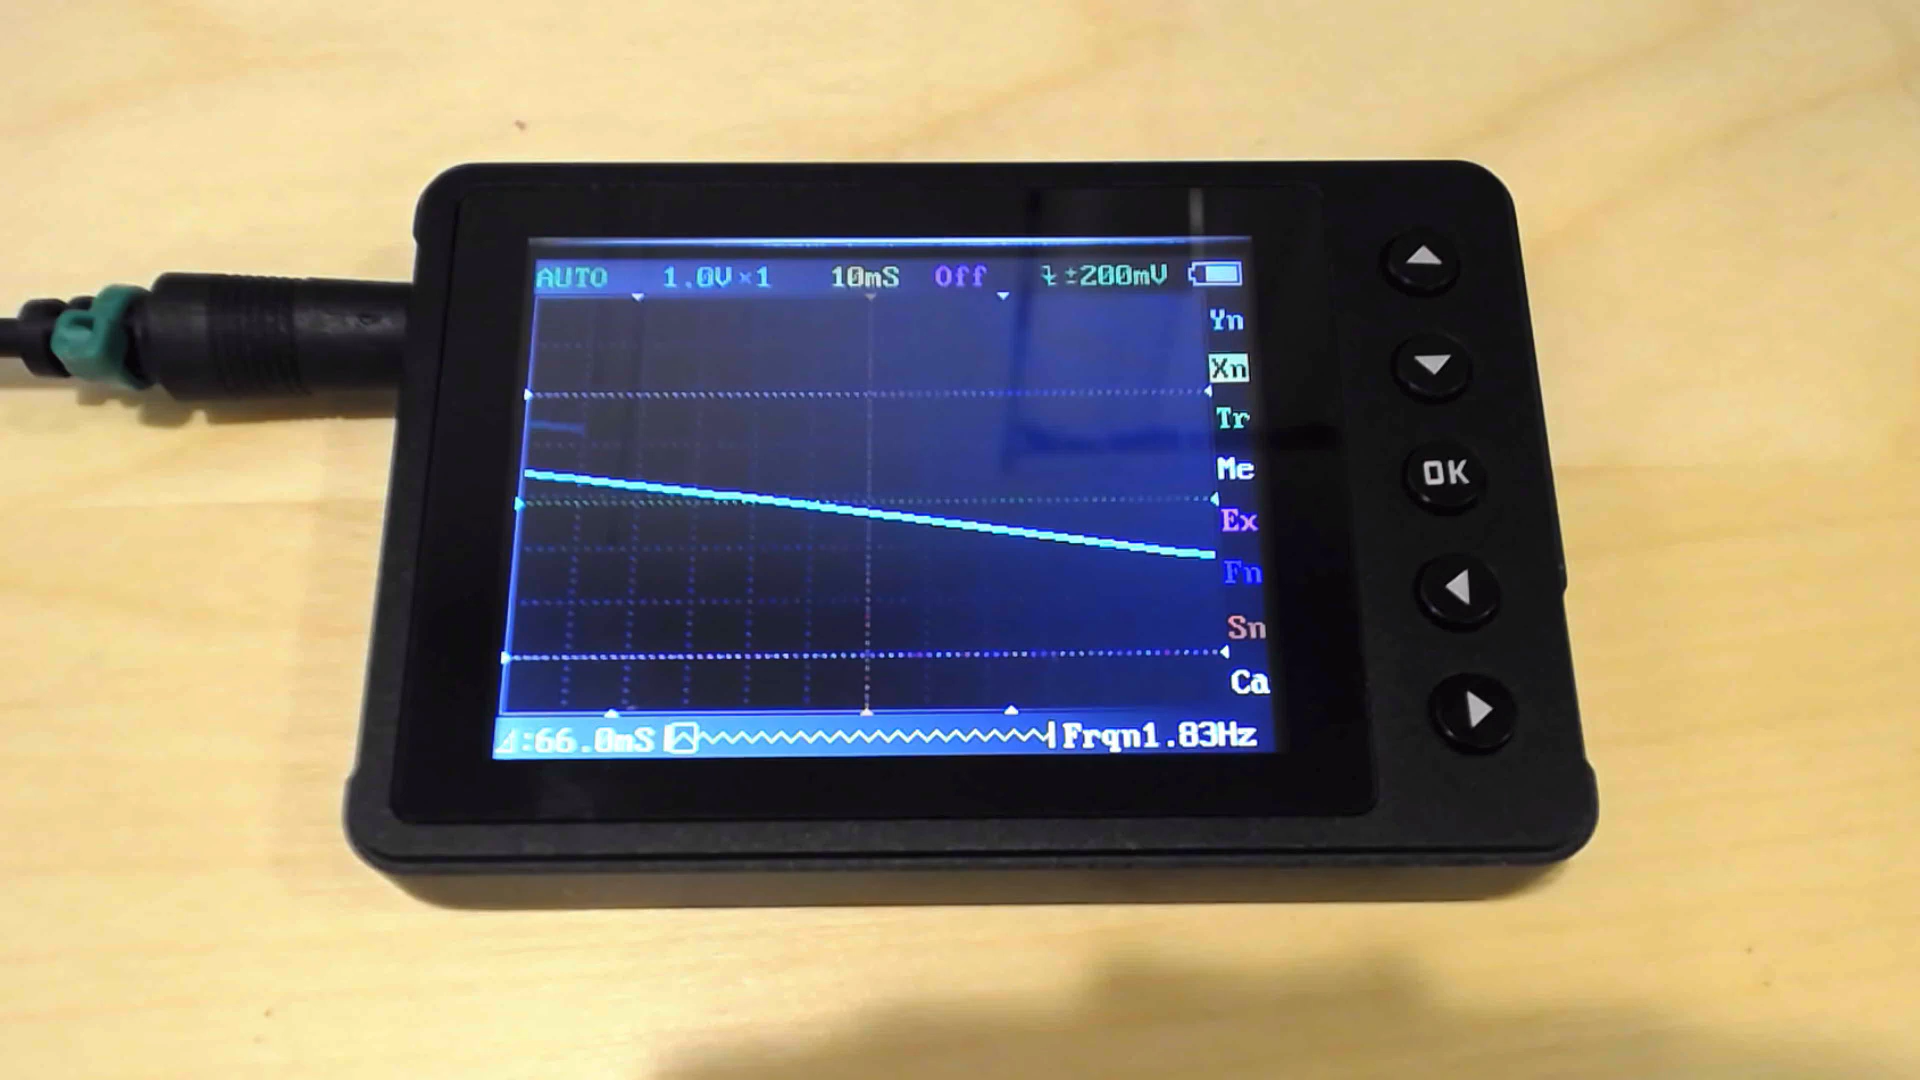 AUTO 1.0V×1 10mS Off ±200mV
Yn
Xn
Tr
Me
OK
Ex
Fn
Sn
Ca
:66.0mS Frqn1.83Hz